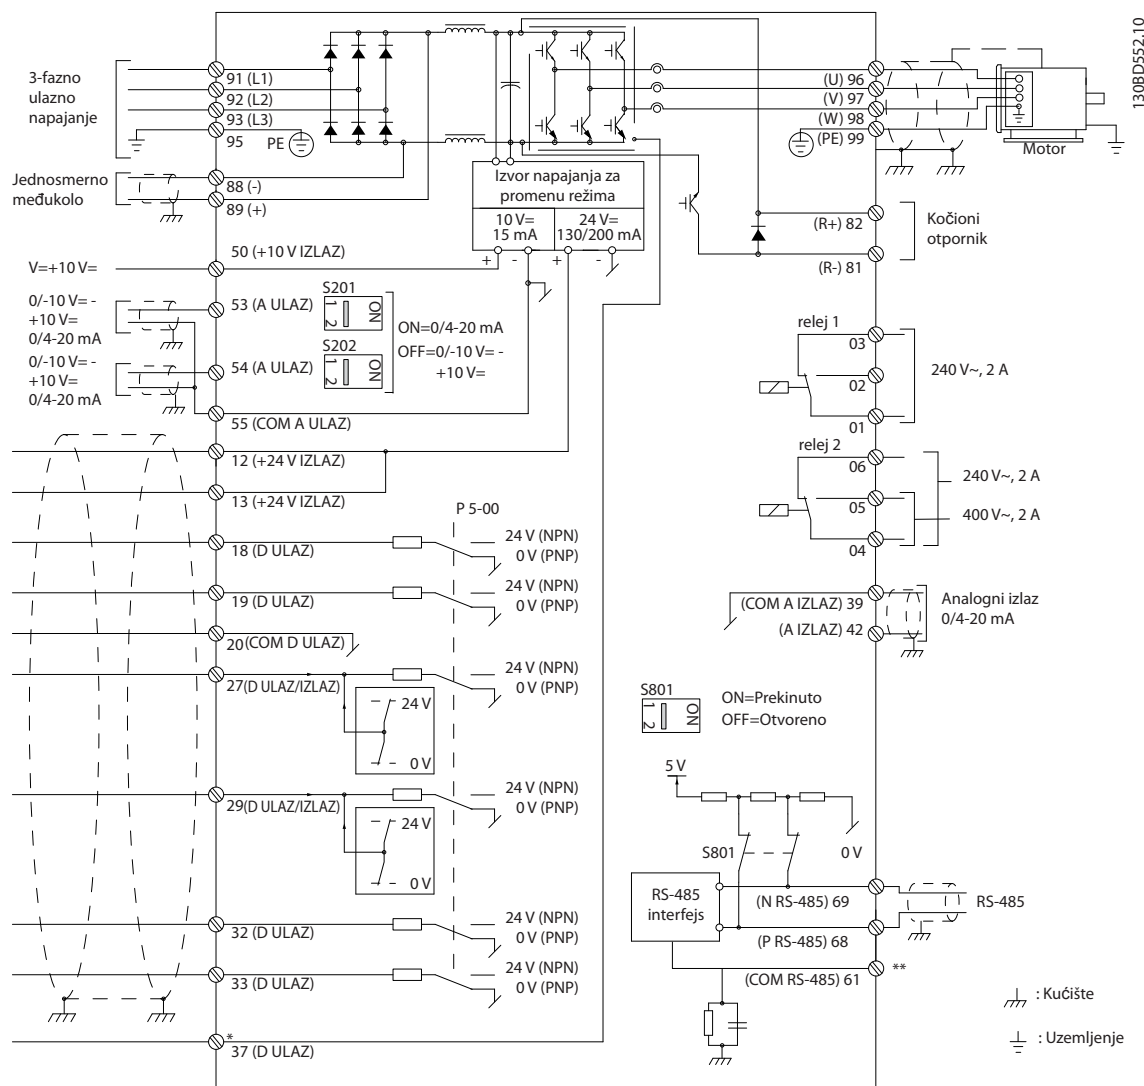 130BD552.10
3-fazno
ulazno
napajanje
91 (L1)
92 (L2)
93 (L3)
95
PE
Jednosmerno
međukolo
88 (-)
89 (+)
Izvor napajanja za
promenu režima
10 V=
15 mA
24 V=
130/200 mA
+ - + -
(U) 96
(V) 97
(W) 98
(PE) 99
Motor
(R+) 82
(R-) 81
Kočioni
otpornik
V=+10 V=
50 (+10 V IZLAZ)
0/-10 V= -
+10 V=
0/4-20 mA
53 (A ULAZ)
S201
1 2
ON
0/-10 V= -
+10 V=
0/4-20 mA
54 (A ULAZ)
S202
1 2
ON
ON=0/4-20 mA
OFF=0/-10 V= -
+10 V=
55 (COM A ULAZ)
12 (+24 V IZLAZ)
13 (+24 V IZLAZ)
P 5-00
18 (D ULAZ)
24 V (NPN)
0 V (PNP)
19 (D ULAZ)
24 V (NPN)
0 V (PNP)
20 (COM D ULAZ)
27 (D ULAZ/IZLAZ)
24 V (NPN)
0 V (PNP)
24 V
0 V
29 (D ULAZ/IZLAZ)
24 V (NPN)
0 V (PNP)
24 V
0 V
32 (D ULAZ)
24 V (NPN)
0 V (PNP)
33 (D ULAZ)
24 V (NPN)
0 V (PNP)
*
37 (D ULAZ)
relej 1
03
02
01
240 V~, 2 A
relej 2
06
05
04
240 V~, 2 A
400 V~, 2 A
(COM A IZLAZ) 39
(A IZLAZ) 42
Analogni izlaz
0/4-20 mA
S801
1 2
ON
ON=Prekinuto
OFF=Otvoreno
5 V
S801
0 V
RS-485
interfejs
(N RS-485) 69
(P RS-485) 68
(COM RS-485) 61
**
RS-485
: Kućište
: Uzemljenje